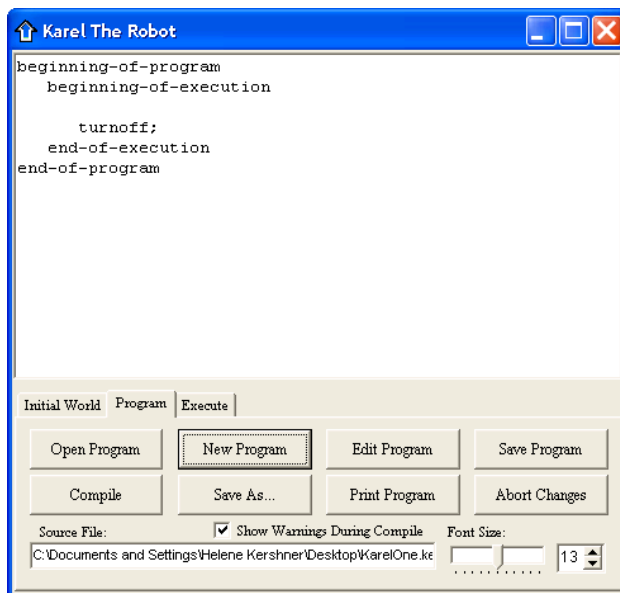 Karel The Robot
beginning-of-program
beginning-of-execution
turnoff;
end-of-execution
end-of-program
Initial World Program Execute
Open Program New Program Edit Program Save Program
Compile Save As... Print Program Abort Changes
Source File: Show Warnings During Compile Font Size:
C:\Documents and Settings\Helene Kershner\Desktop\KarelOne.ke 13